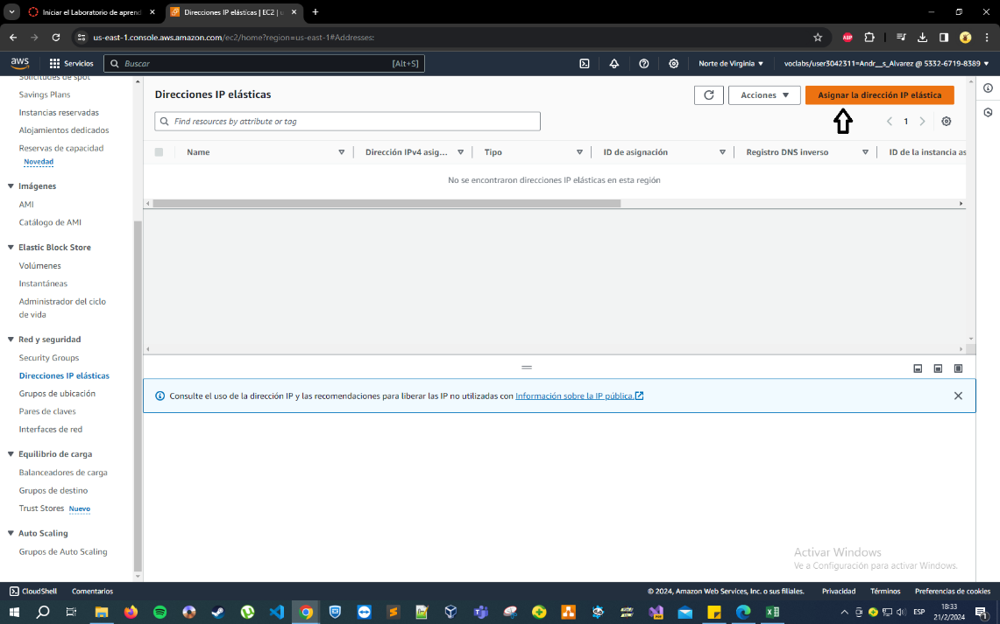 Iniciar el Laboratorio de aprend
Direcciones IP elásticas | EC2 | u
us-east-1.console.aws.amazon.com/ec2/home?region=us-east-1#Addresses:
ABP
aws
Servicios
Buscar
[Alt+S]
Norte de Virginia
voclabs/user3042311=Andr__s_Alvarez @ 5332-6719-8389
Solicitudes de spot
Savings Plans
Instancias reservadas
Alojamientos dedicados
Reservas de capacidad
Novedad
Imágenes
AMI
Catálogo de AMI
Elastic Block Store
Volúmenes
Instantáneas
Administrador del ciclo
de vida
Red y seguridad
Security Groups
Direcciones IP elásticas
Grupos de ubicación
Pares de claves
Interfaces de red
Equilibrio de carga
Balanceadores de carga
Grupos de destino
Trust Stores Nuevo
Auto Scaling
Grupos de Auto Scaling
Direcciones IP elásticas
Acciones
Asignar la dirección IP elástica
Find resources by attribute or tag
1
Name
Dirección IPv4 asig...
Tipo
ID de asignación
Registro DNS inverso
ID de la instancia as
No se encontraron direcciones IP elásticas en esta región
Consulte el uso de la dirección IP y las recomendaciones para liberar las IP no utilizadas con Información sobre la IP pública.
Activar Windows
Ve a Configuración para activar Windows.
CloudShell
Comentarios
© 2024, Amazon Web Services, Inc. o sus filiales.
Privacidad
Términos
Preferencias de cookies
ESP
18:33
21/2/2024
1